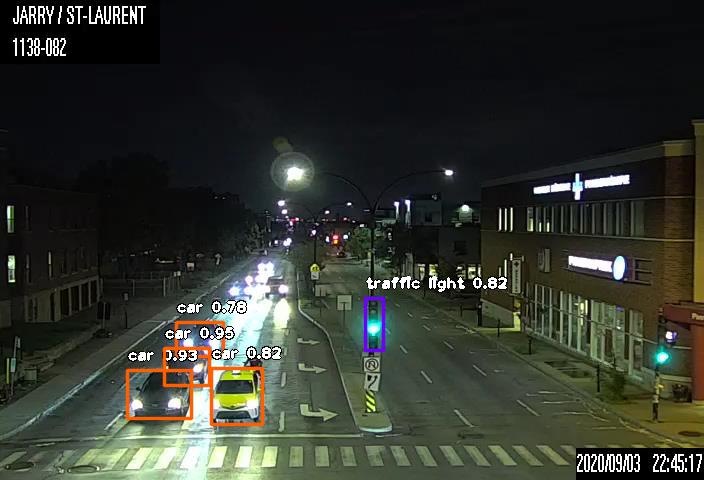 JARRY / ST-LAURENT
1138-082
traffic light 0.82
car 0.78
car 0.95
car 0.93
car 0.82
2020/09/03 22:45:17